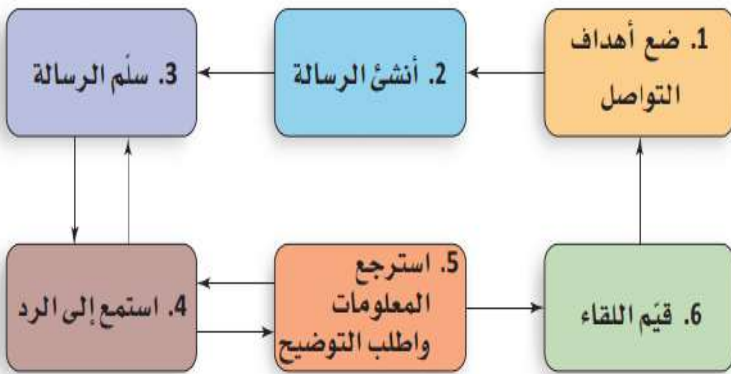 1. ضع أهداف
التواصل
2. أنشئ الرسالة
3. سلّم الرسالة
4. استمع إلى الرد
5. استرجع
المعلومات
واطلب التوضيح
6. قيّم اللقاء